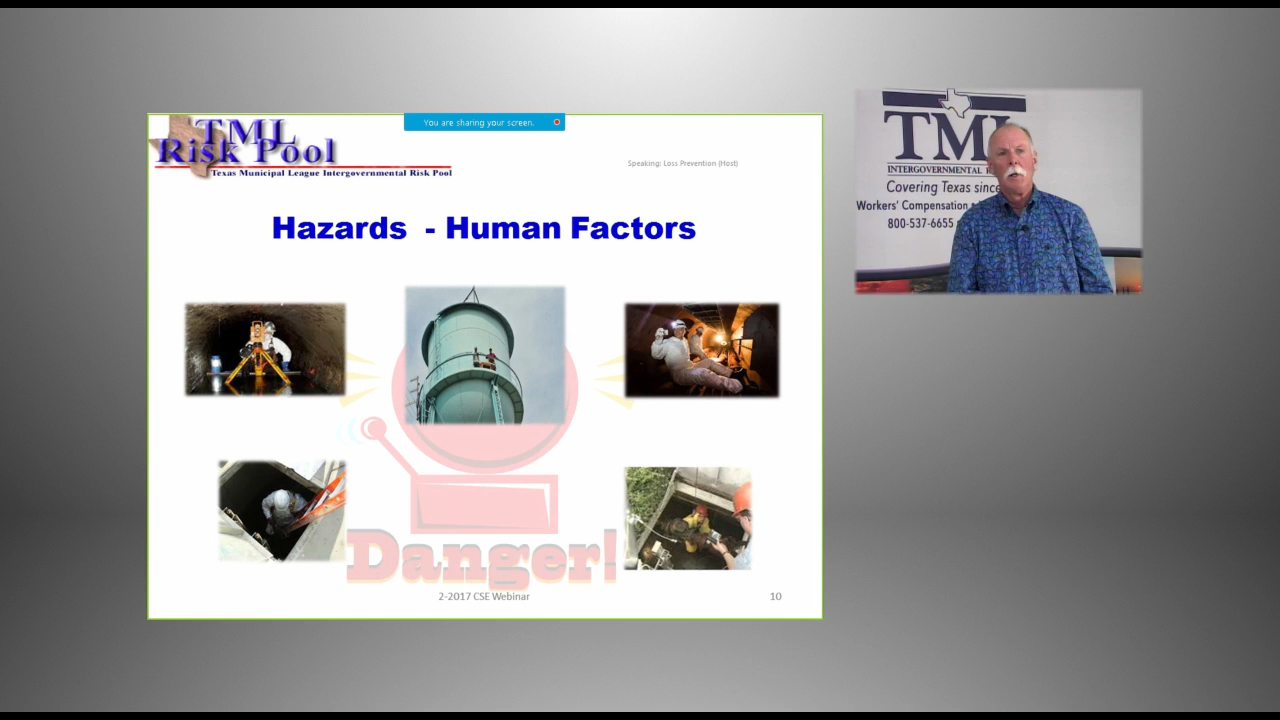 You are sharing your screen.
TML
Risk Pool
Texas Municipal League Intergovernmental Risk Pool
Speaking: Loss Prevention (Host)
Hazards - Human Factors
Danger!
2-2017 CSE Webinar
10
TML
INTERGOVERNMENTAL
Covering Texas since
Workers' Compensation
800-537-6655